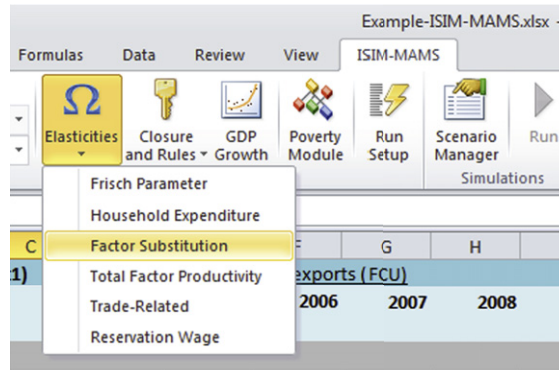 Example-ISIM-MAMS.xlsx -
Formulas Data Review View ISIM-MAMS
Elasticities Closure and Rules GDP Growth Poverty Module Run Setup Scenario Manager Run
Simulations
Frisch Parameter
Household Expenditure
Factor Substitution
Total Factor Productivity
Trade-Related
Reservation Wage
C G H
exports (FCU)
2006 2007 2008